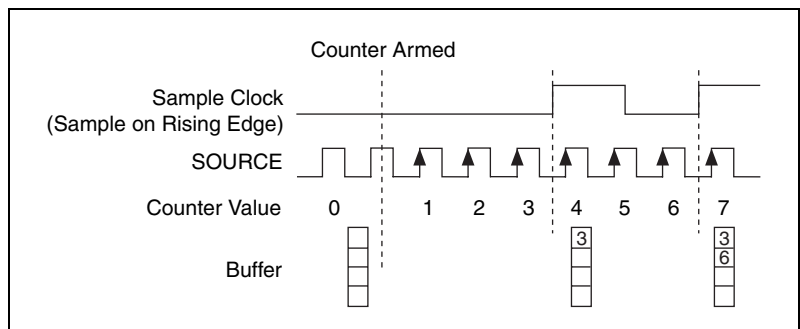 Counter Armed
Sample Clock
(Sample on Rising Edge)
SOURCE
Counter Value 0 1 2 3 4 5 6 7
3 3
6
Buffer